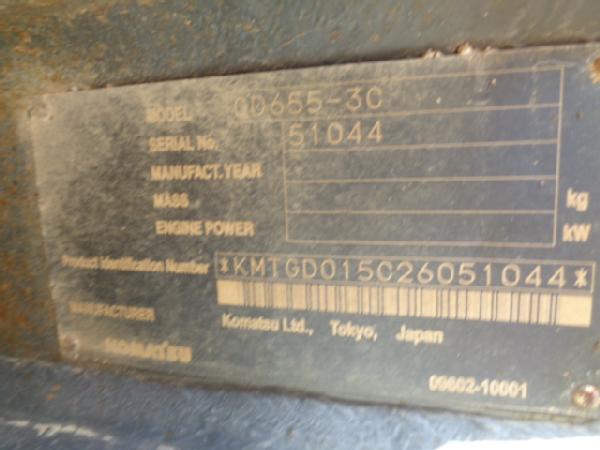 MODEL GD655-3C
SERIAL No. 51044
MANUFACT. YEAR
MASS kg
ENGINE POWER kW
Product Identification Number *KMTGD015C26051044*
MANUFACTURER Komatsu Ltd., Tokyo, Japan
KOMATSU
09602-10001